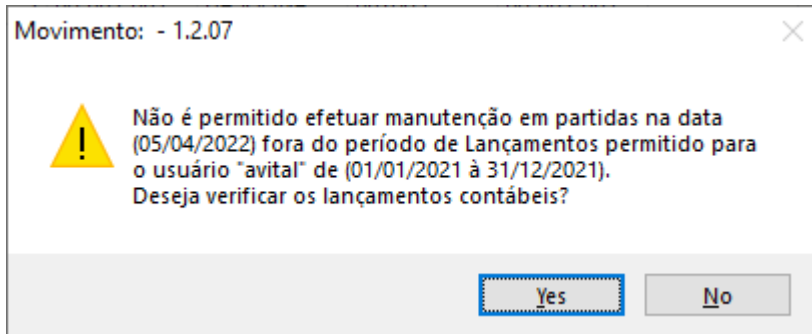 Movimento: - 1.2.07
Não é permitido efetuar manutenção em partidas na data
(05/04/2022) fora do período de Lançamentos permitido para
o usuário "avital" de (01/01/2021 à 31/12/2021).
Deseja verificar os lançamentos contábeis?
Yes
No